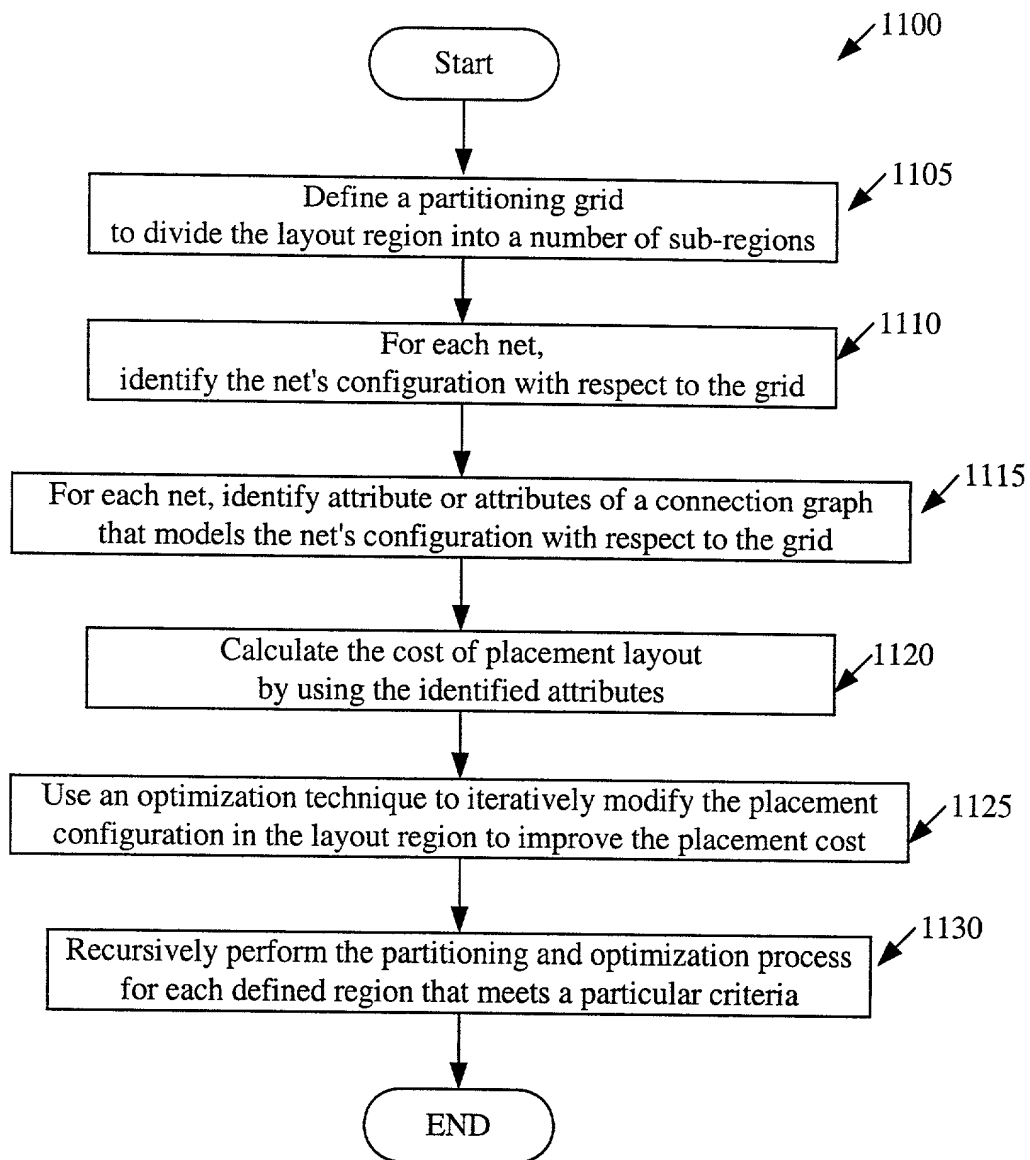 1100
Start
1105
Define a partitioning grid
to divide the layout region into a number of sub-regions
1110
For each net,
identify the net's configuration with respect to the grid
1115
For each net, identify attribute or attributes of a connection graph
that models the net's configuration with respect to the grid
1120
Calculate the cost of placement layout
by using the identified attributes
1125
Use an optimization technique to iteratively modify the placement
configuration in the layout region to improve the placement cost
1130
Recursively perform the partitioning and optimization process
for each defined region that meets a particular criteria
END